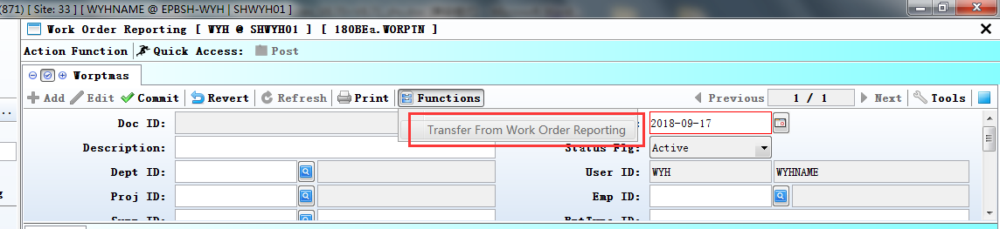 (871) [ Site: 33 ] [ WYHNAME @ EPBSH-WYH | SHWYH01 ]
Work Order Reporting [ WYH @ SHWYH01 ] [ 180BEa.WORPTN ]
Action Function Quick Access: Post
Worptmas
Add Edit Commit Revert Refresh Print Functions Previous 1 / 1 Next Tools
Doc ID: 2018-09-17
Transfer From Work Order Reporting
Description: Status Flg: Active
Dept ID: User ID: WYH WYHNAME
Proj ID: Emp ID: